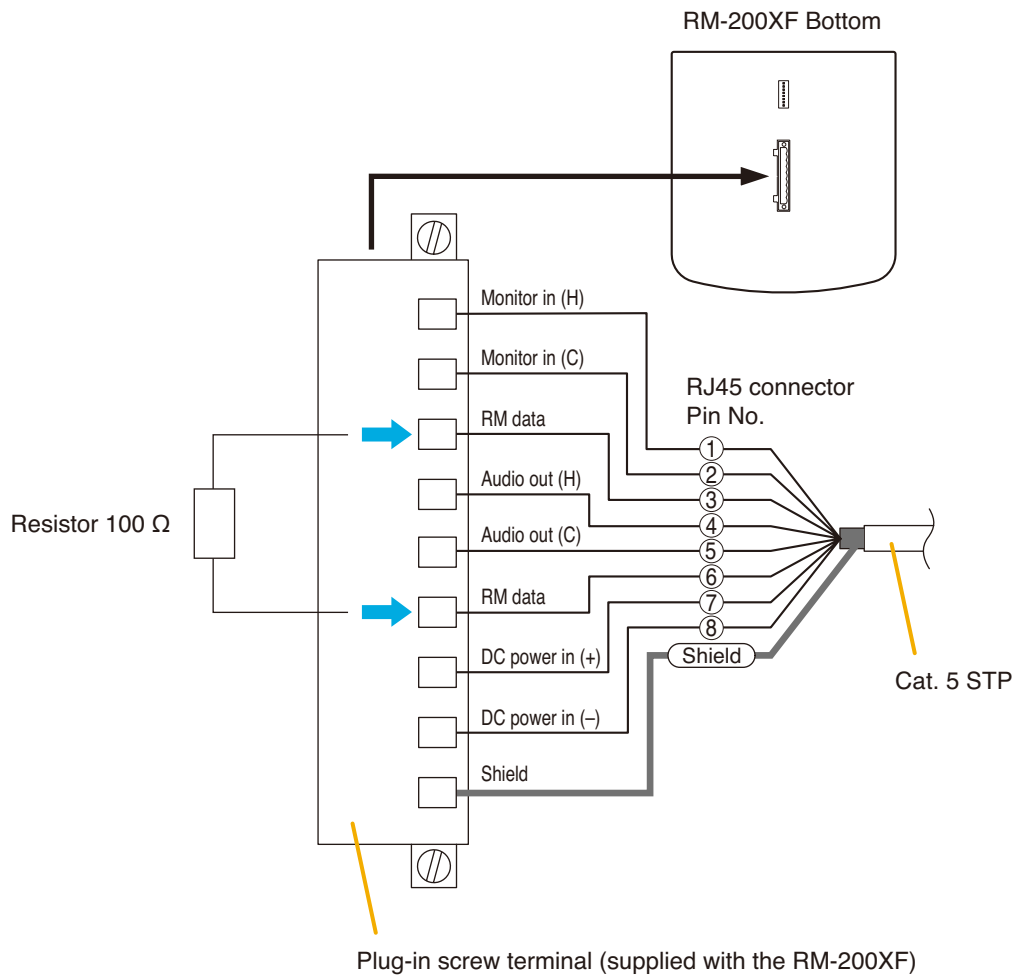 RM-200XF Bottom
Monitor in (H)
Monitor in (C)
RM data
Audio out (H)
Audio out (C)
RM data
DC power in (+)
DC power in (–)
Shield
RJ45 connector
Pin No.
1
2
3
4
5
6
7
8
Shield
Resistor 100 Ω
Cat. 5 STP
Plug-in screw terminal (supplied with the RM-200XF)